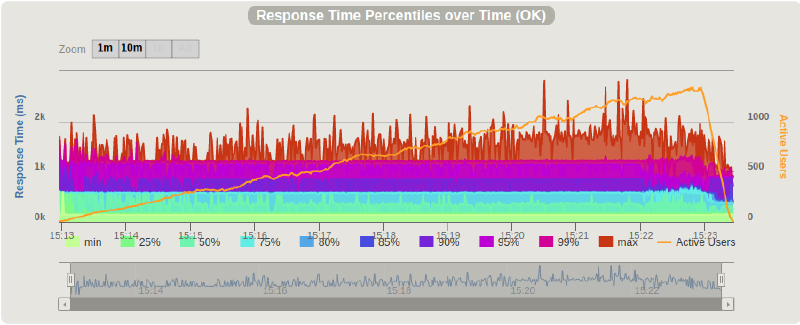 Response Time Percentiles over Time (OK)
Zoom 1m 10m 1h All
Response Time (ms)
2k
1k
0k
1000
500
0
Active Users
15:13 15:14 15:15 15:16 15:17 15:18 15:19 15:20 15:21 15:22 15:23
min 25% 50% 75% 80% 85% 90% 95% 99% max Active Users
15:14 15:16 15:18 15:20 15:22